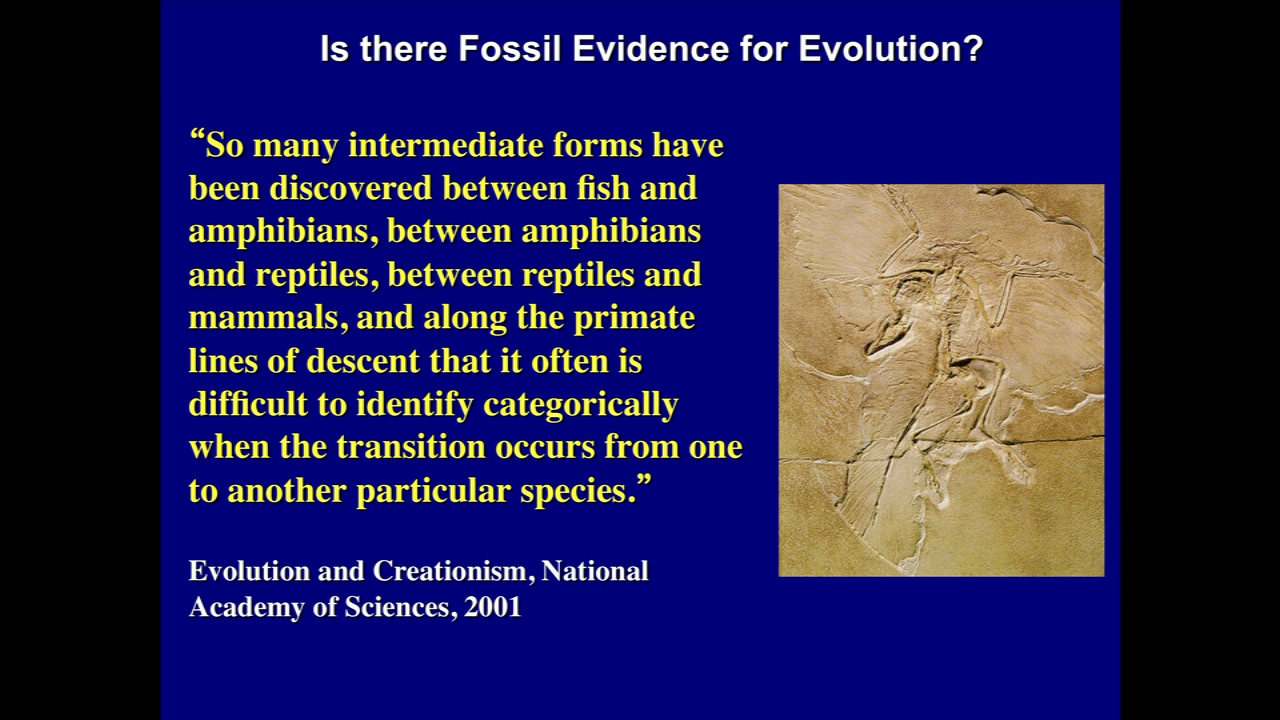 Is there Fossil Evidence for Evolution?
“So many intermediate forms have
been discovered between fish and
amphibians, between amphibians
and reptiles, between reptiles and
mammals, and along the primate
lines of descent that it often is
difficult to identify categorically
when the transition occurs from one
to another particular species.”
Evolution and Creationism, National
Academy of Sciences, 2001